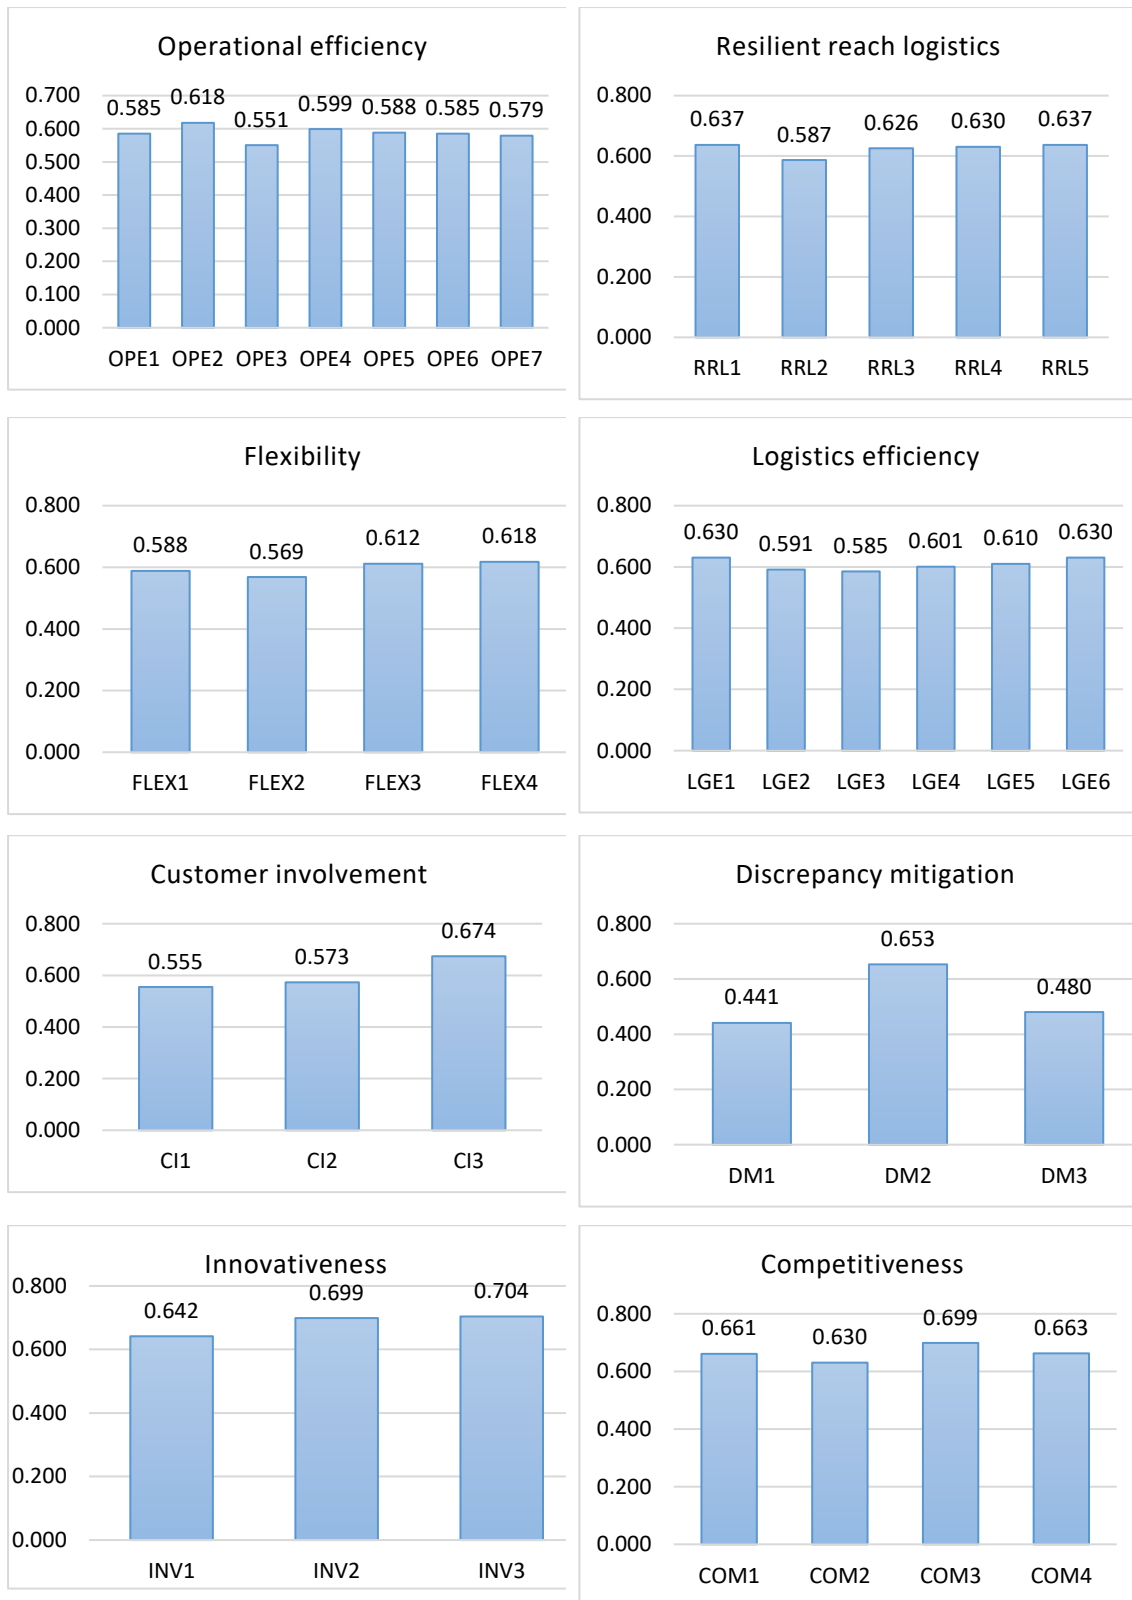 Operational efficiency
0.700
0.600
0.500
0.400
0.300
0.200
0.100
0.000
0.585 0.618 0.551 0.599 0.588 0.585 0.579
OPE1 OPE2 OPE3 OPE4 OPE5 OPE6 OPE7
Resilient reach logistics
0.800
0.600
0.400
0.200
0.000
0.637 0.587 0.626 0.630 0.637
RRL1 RRL2 RRL3 RRL4 RRL5
Flexibility
0.800
0.600
0.400
0.200
0.000
0.588 0.569 0.612 0.618
FLEX1 FLEX2 FLEX3 FLEX4
Logistics efficiency
0.800
0.600
0.400
0.200
0.000
0.630 0.591 0.585 0.601 0.610 0.630
LGE1 LGE2 LGE3 LGE4 LGE5 LGE6
Customer involvement
0.800
0.600
0.400
0.200
0.000
0.555 0.573 0.674
CI1 CI2 CI3
Discrepancy mitigation
0.800
0.600
0.400
0.200
0.000
0.441 0.653 0.480
DM1 DM2 DM3
Innovativeness
0.800
0.600
0.400
0.200
0.000
0.642 0.699 0.704
INV1 INV2 INV3
Competitiveness
0.800
0.600
0.400
0.200
0.000
0.661 0.630 0.699 0.663
COM1 COM2 COM3 COM4